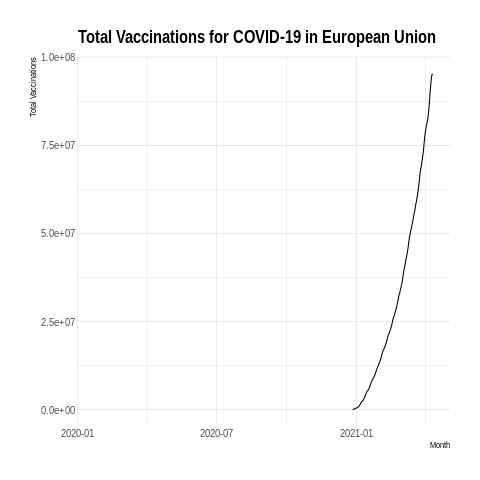 Total Vaccinations for COVID-19 in European Union
Total Vaccinations
1.0e+08
7.5e+07
5.0e+07
2.5e+07
0.0e+00
2020-01
2020-07
2021-01
Month